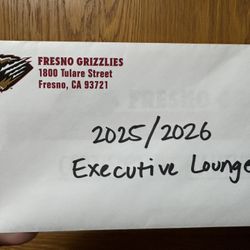 FRESNO GRIZZLIES
1800 Tulare Street
Fresno, CA 93721
2025/2026
Executive Lounge